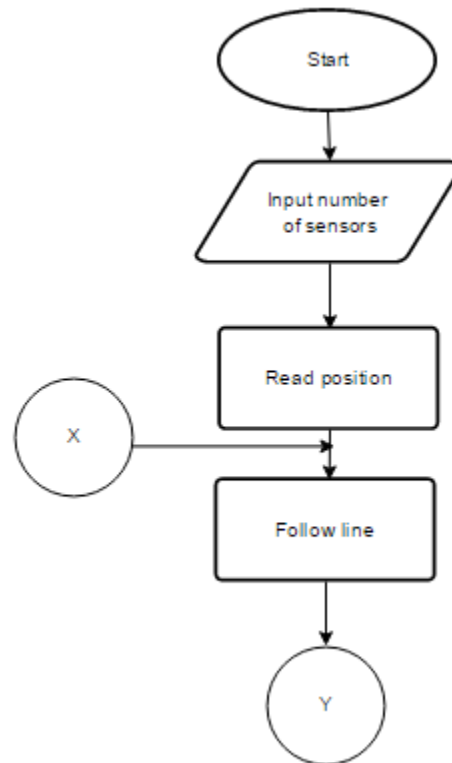 Start
Input number
of sensors
Read position
X
Follow line
Y